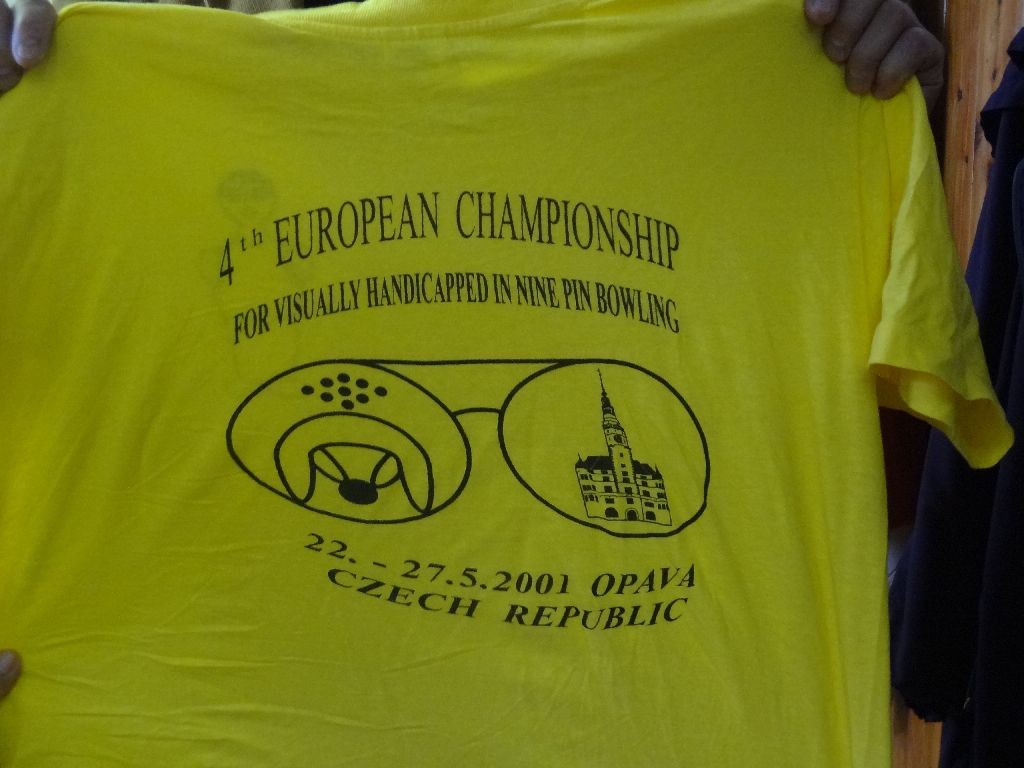 4th EUROPEAN CHAMPIONSHIP
FOR VISUALLY HANDICAPPED IN NINE PIN BOWLING
22. - 27.5.2001 OPAVA
CZECH REPUBLIC